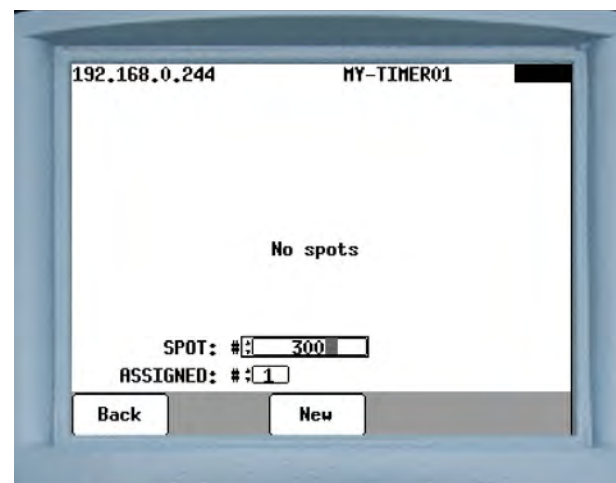 192.168.0.244 MY-TIMER01
No spots
SPOT: # 300
ASSIGNED: # 1
Back New